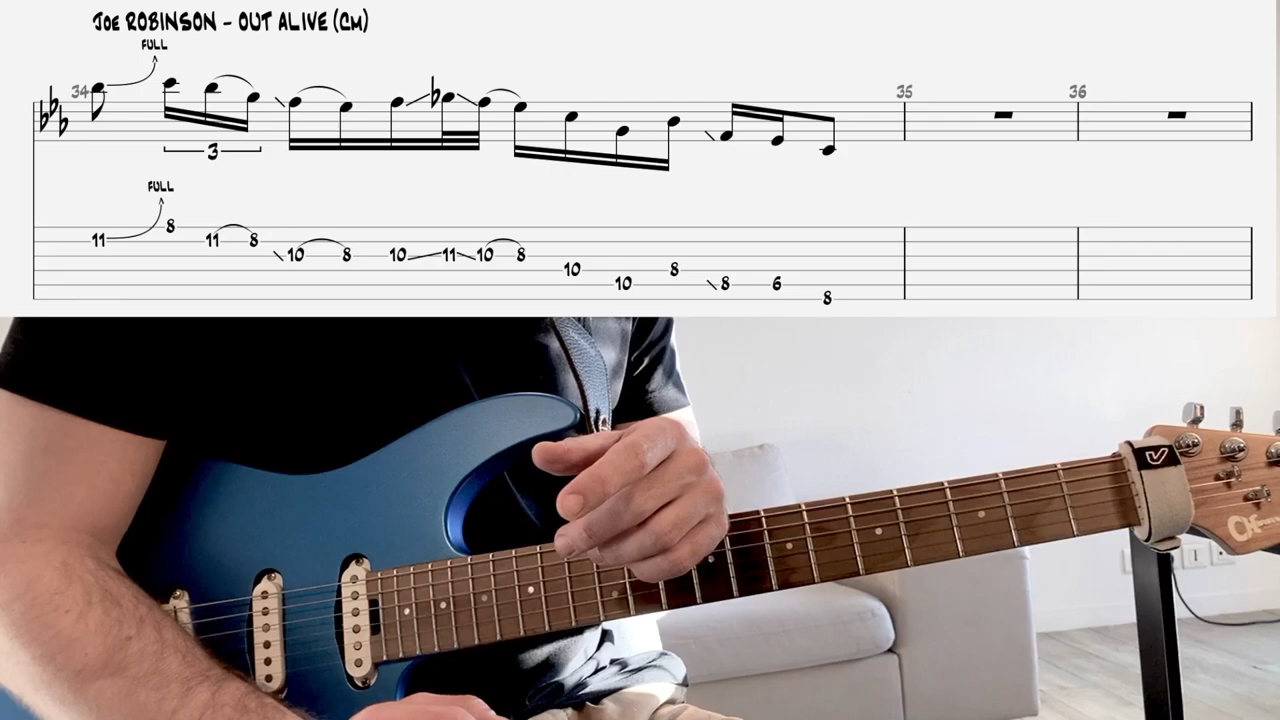 Joe ROBINSON - OUT ALIVE (CM)
FULL
34 35 36
3
FULL
8
11 11 8
10 8 10 11 10 8
10 8
10 8 6
8